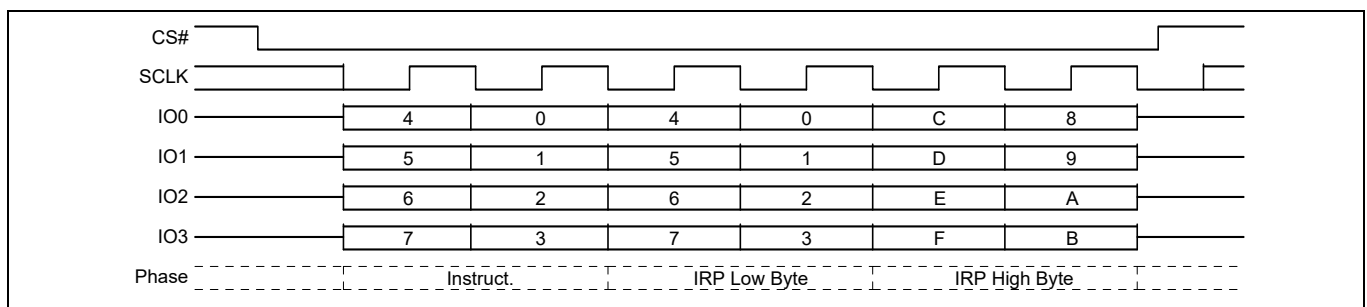 CS#
SCLK
IO0 4 0 4 0 C 8
IO1 5 1 5 1 D 9
IO2 6 2 6 2 E A
IO3 7 3 7 3 F B
Phase Instruct. IRP Low Byte IRP High Byte